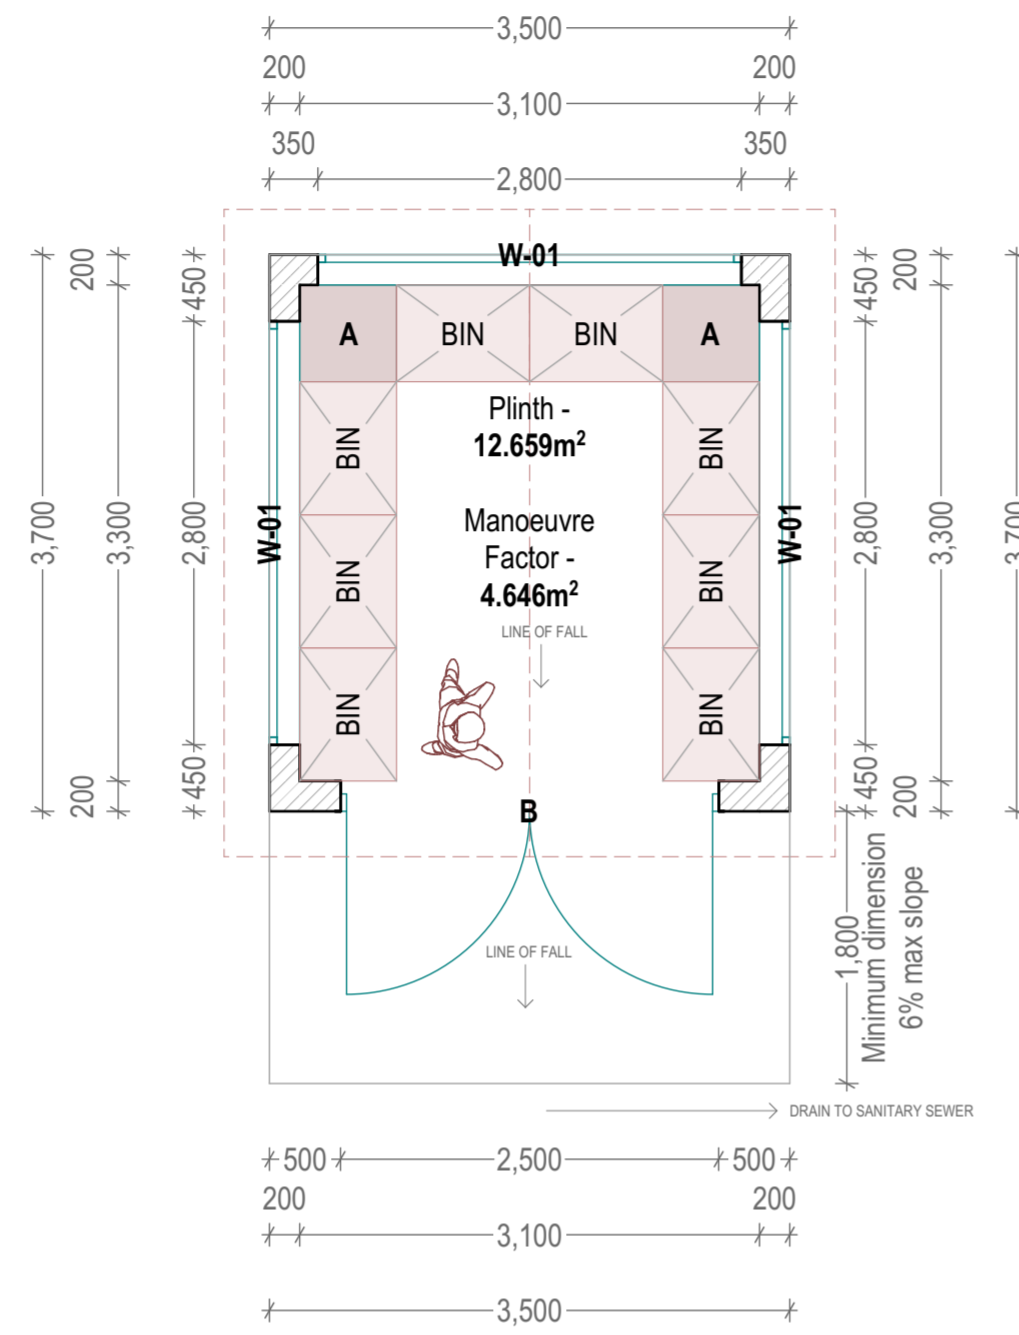 3,500
200 200
3,100
350 350
2,800
W-01
A BIN BIN A
Plinth -
12.659m²
Manoeuvre
Factor -
4.646m²
LINE OF FALL
BIN
BIN
BIN
BIN
BIN
BIN
W-01
W-01
200
3,700
200
3,300
450
2,800
450
450
2,800
450
200
3,300
200
3,700
B
LINE OF FALL
1,800
Minimum dimension
6% max slope
DRAIN TO SANITARY SEWER
500 2,500 500
200 200
3,100
3,500